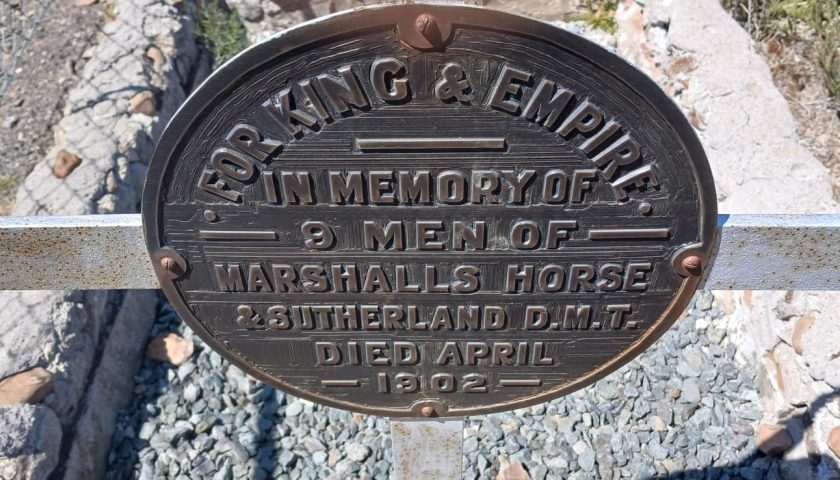 FOR KING & EMPIRE
IN MEMORY OF
9 MEN OF
MARSHALLS HORSE
& SUTHERLAND D.M.T.
DIED APRIL
1902